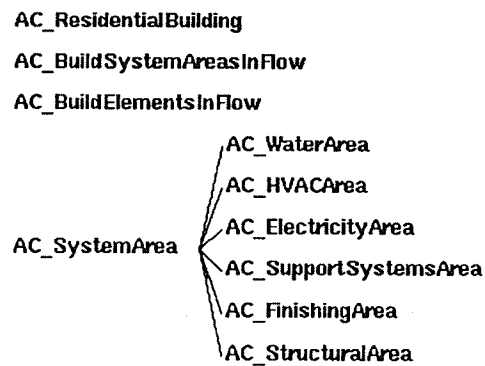 AC_ResidentialBuilding
AC_BuildSystemAreasInFlow
AC_BuildElementsInFlow
AC_WaterArea
AC_HVACArea
AC_ElectricityArea
AC_SystemArea
AC_SupportSystemsArea
AC_FinishingArea
AC_StructuralArea